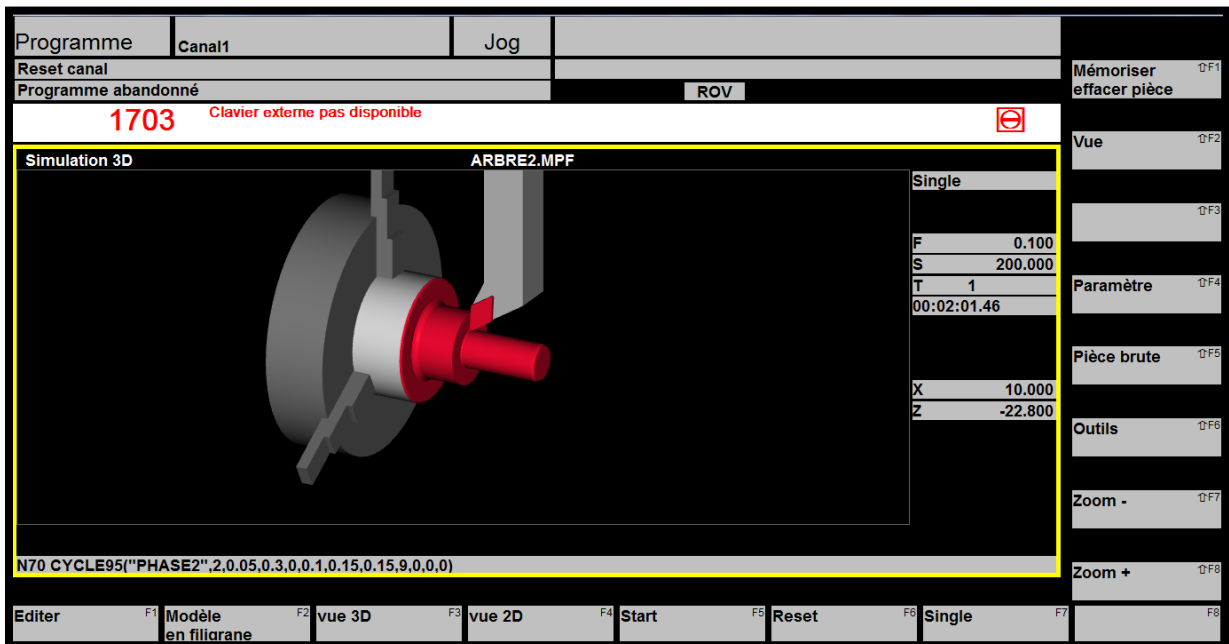 Programme
Canal1
Jog
Reset canal
Programme abandonné
ROV
1703
Clavier externe pas disponible
Simulation 3D
ARBRE2.MPF
Single
F 0.100
S 200.000
T 1
00:02:01.46
X 10.000
Z -22.800
N70 CYCLE95("PHASE2",2,0.05,0.3,0,0.1,0.15,0.15,9,0,0,0)
Mémoriser ⇧F1
effacer pièce
Vue ⇧F2
⇧F3
Paramètre ⇧F4
Pièce brute ⇧F5
Outils ⇧F6
Zoom - ⇧F7
Zoom + ⇧F8
Editer F1
Modèle F2
en filigrane
vue 3D F3
vue 2D F4
Start F5
Reset F6
Single F7
F8